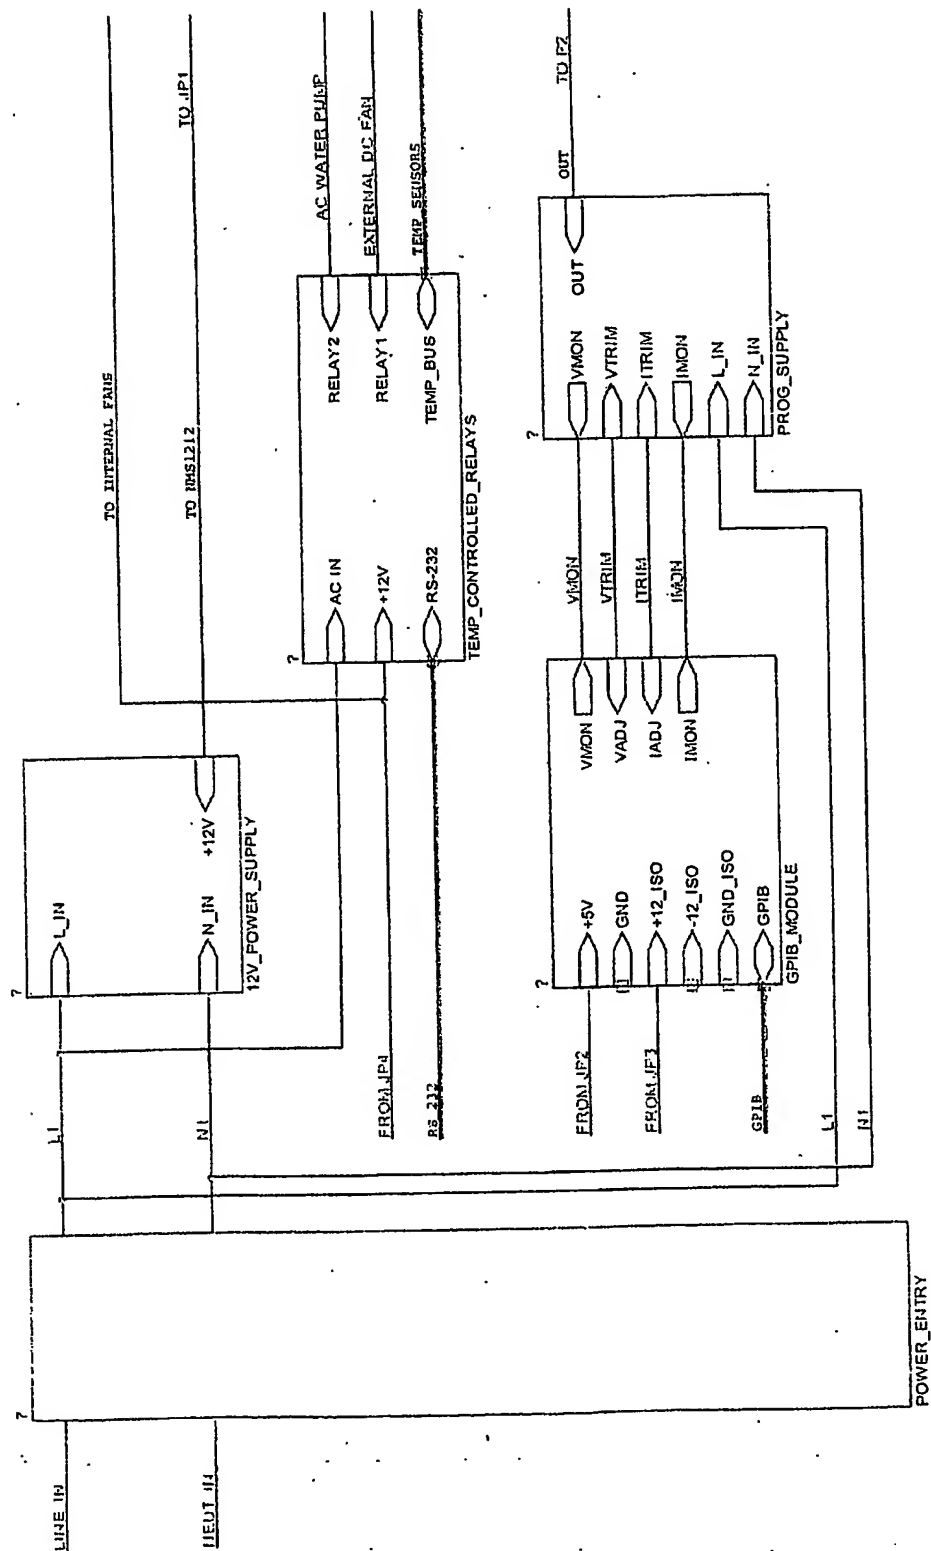 LINE IN
NEUT IN
?
POWER_ENTRY
L1
N1
?
L_IN
N_IN
+12V
12V_POWER_SUPPLY
TO INTERNAL FANS
TO NMS1212
TO JP1
FROM JP4
RS 232
?
AC IN
+12V
RS-232
RELAY2
RELAY1
TEMP_BUS
TEMP_CONTROLLED_RELAYS
AC WATER PUMP
EXTERNAL DC FAN
TEMP SENSORS
FROM JP2
FROM JP3
GPIB
L1
N1
?
+5V
GND
+12_ISO
-12_ISO
GND_ISO
GPIB
VMON
VADJ
IADJ
IMON
GPIB_MODULE
VMON
VTRIM
ITRIM
IMON
?
VMON
VTRIM
ITRIM
IMON
L_IN
N_IN
OUT
PROG_SUPPLY
OUT
TO P2